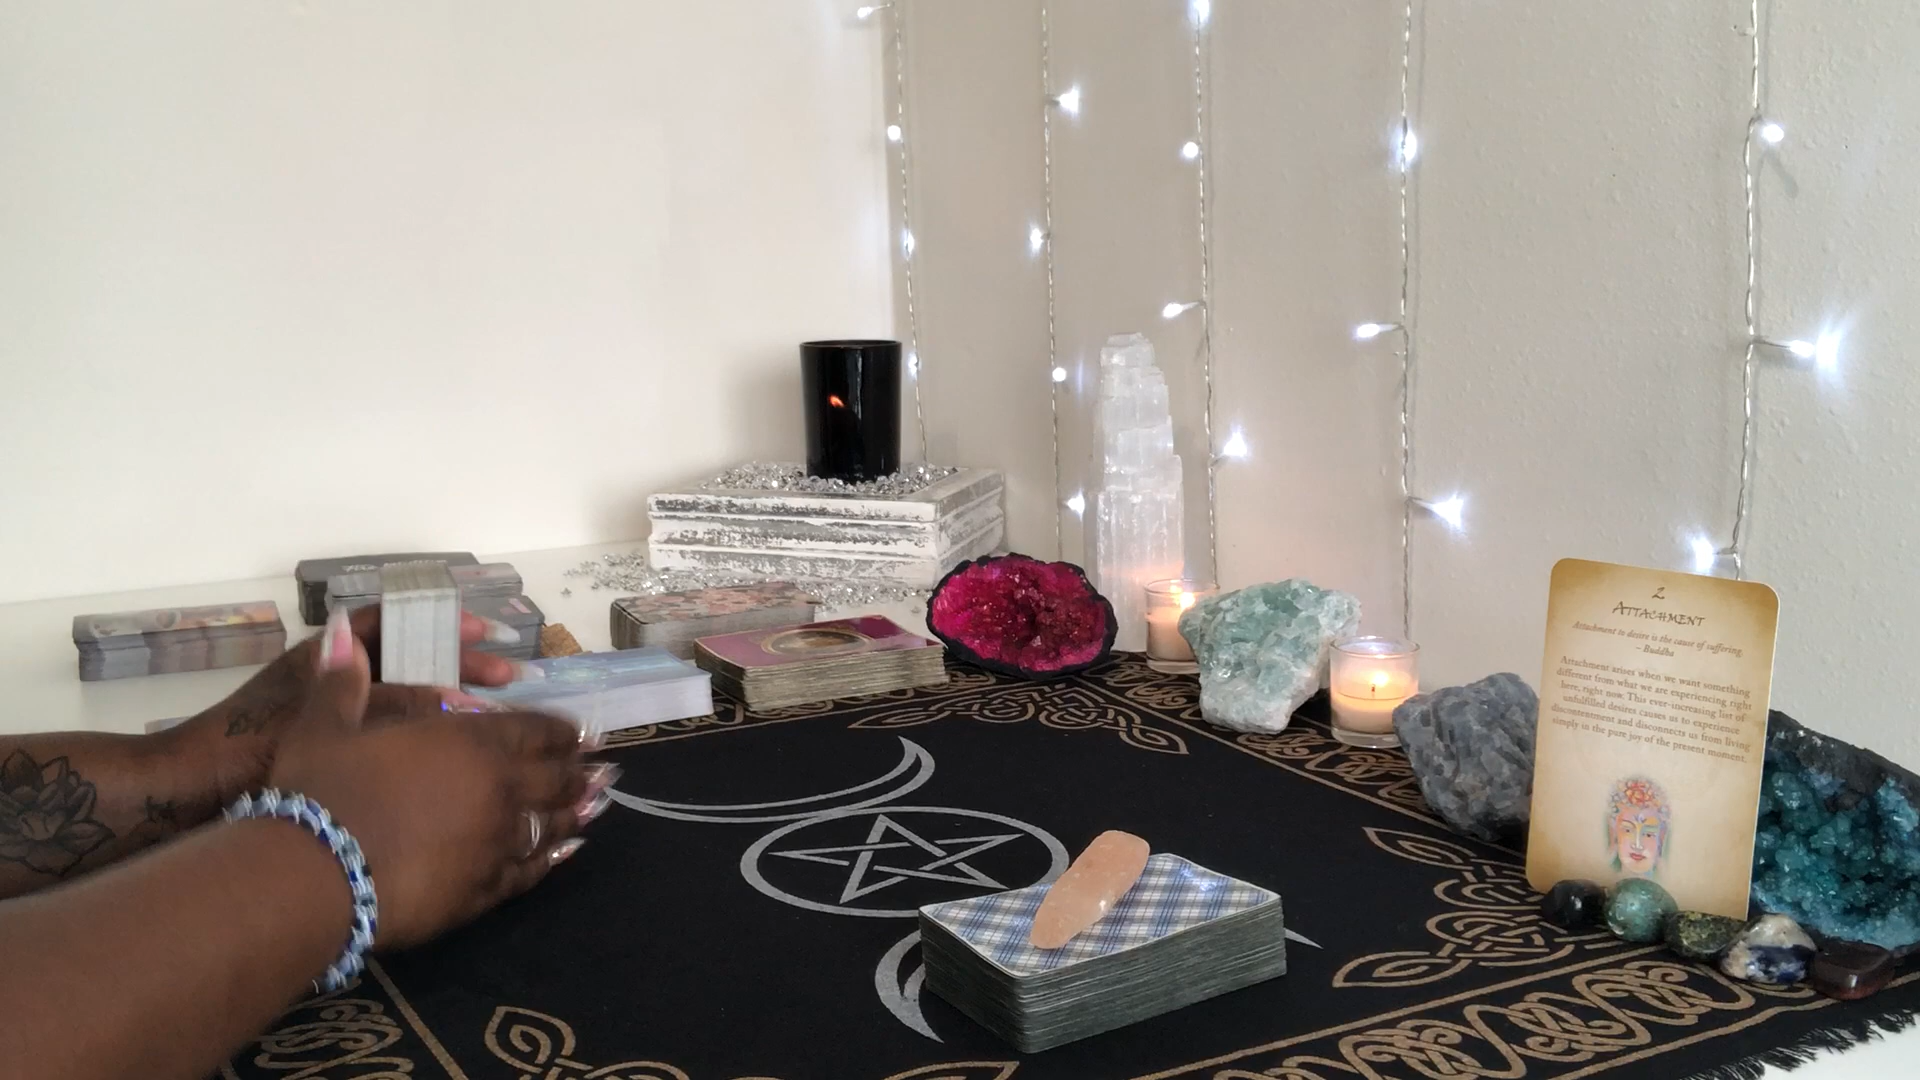 2
ATTACHMENT
Attachment to desire is the cause of suffering.
~ Buddha
Attachment arises when we want something
different from what we are experiencing right
here, right now. This ever-increasing list of
unfulfilled desires causes us to experience
discontentment and disconnects us from living
simply in the pure joy of the present moment.